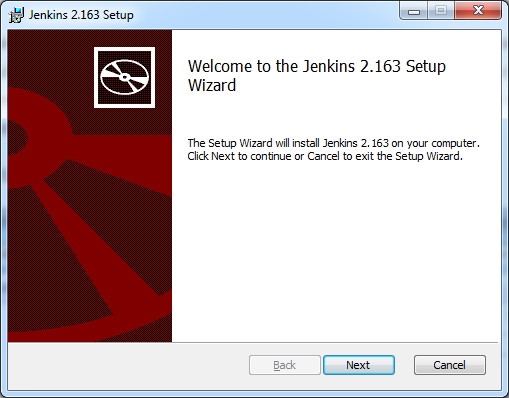 Jenkins 2.163 Setup
Welcome to the Jenkins 2.163 Setup
Wizard
The Setup Wizard will install Jenkins 2.163 on your computer.
Click Next to continue or Cancel to exit the Setup Wizard.
Back Next Cancel